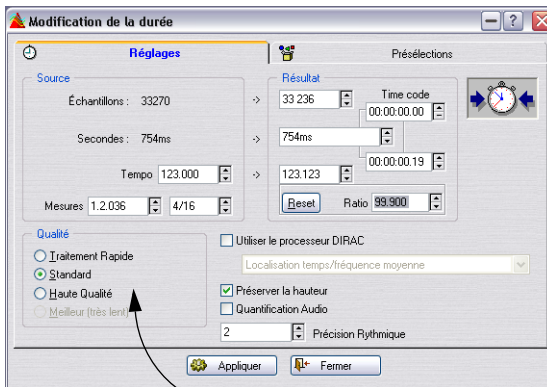 Modification de la durée
Réglages
Présélections
Source
Échantillons : 33270 ->
Secondes : 754ms ->
Tempo 123.000 ->
Mesures 1.2.036 4/16
Résultat
33 236
Time code
00:00:00.00
754ms
00:00:00.19
123.123
Reset Ratio 99.900
Qualité
Traitement Rapide
Standard
Haute Qualité
Meilleur (très lent)
Utiliser le processeur DIRAC
Localisation temps/fréquence moyenne
Préserver la hauteur
Quantification Audio
2 Précision Rythmique
Appliquer Fermer